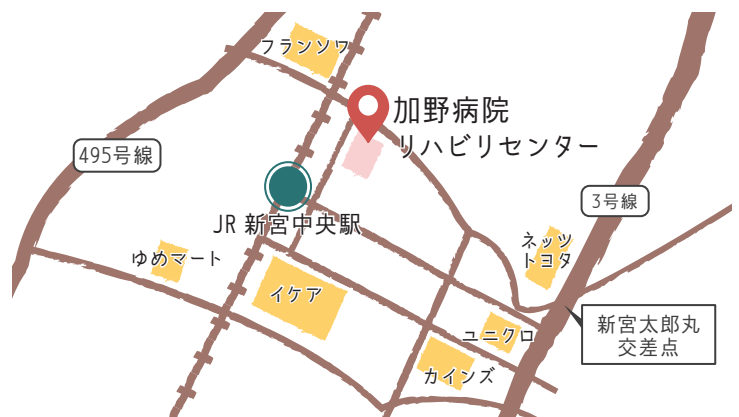 フランソワ
加野病院
リハビリセンター
495号線
3号線
JR 新宮中央駅
ネッツ
トヨタ
ゆめマート
イケア
新宮太郎丸
交差点
ユニクロ
カインズ